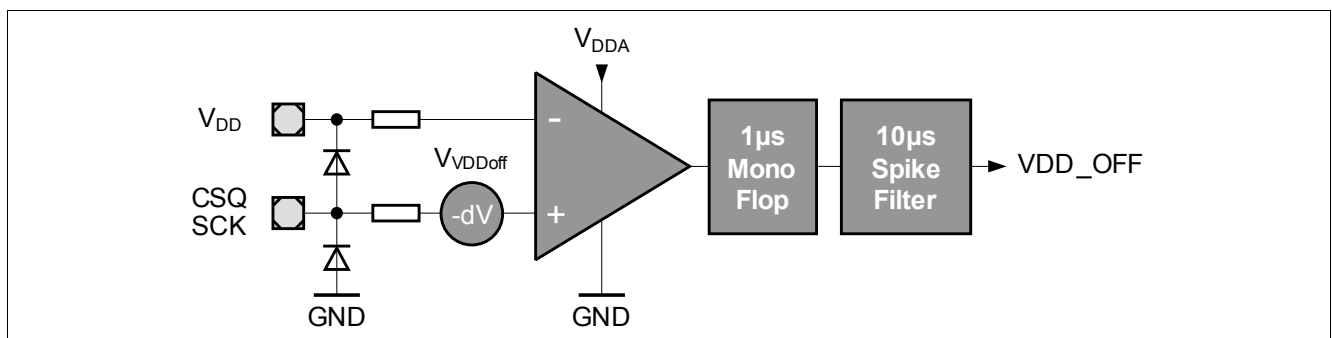 VDDA
VDD
-
1µs
Mono
Flop
10µs
Spike
Filter
VDD_OFF
VVDDoff
CSQ
SCK
-dV
+
GND
GND